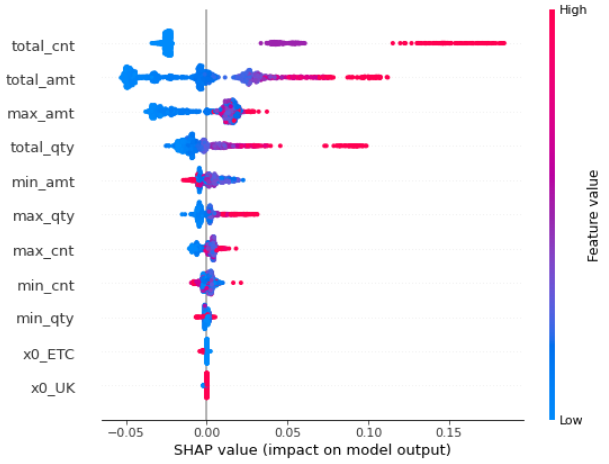 High
total_cnt
total_amt
max_amt
total_qty
min_amt
max_qty
max_cnt
min_cnt
min_qty
x0_ETC
x0_UK
Feature value
Low
−0.05 0.00 0.05 0.10 0.15
SHAP value (impact on model output)